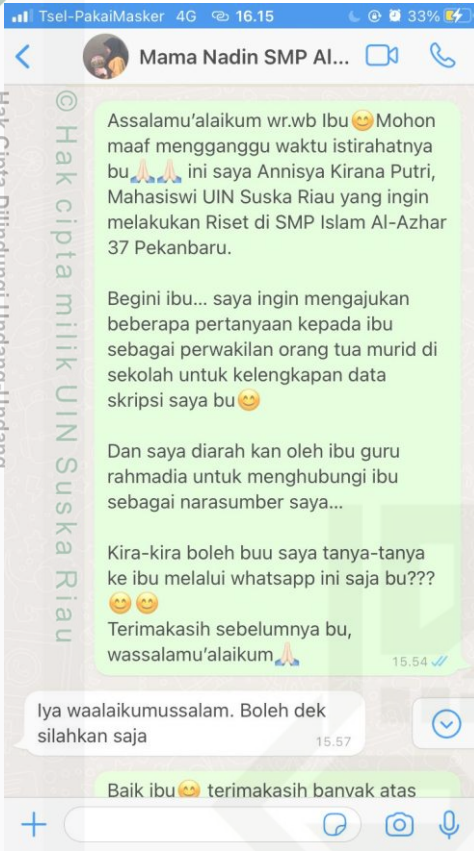 Tsel-PakaiMasker 4G 16.15 33%
Mama Nadin SMP Al...
Assalamu'alaikum wr.wb Ibu😊Mohon
maaf mengganggu waktu istirahatnya
bu🙏🏻🙏🏻 ini saya Annisya Kirana Putri,
Mahasiswi UIN Suska Riau yang ingin
melakukan Riset di SMP Islam Al-Azhar
37 Pekanbaru.
Begini ibu... saya ingin mengajukan
beberapa pertanyaan kepada ibu
sebagai perwakilan orang tua murid di
sekolah untuk kelengkapan data
skripsi saya bu😊
Dan saya diarah kan oleh ibu guru
rahmadia untuk menghubungi ibu
sebagai narasumber saya...
Kira-kira boleh buu saya tanya-tanya
ke ibu melalui whatsapp ini saja bu???
😊😊
Terimakasih sebelumnya bu,
wassalamu'alaikum🙏🏻
15.54
Iya waalaikumussalam. Boleh dek
silahkan saja
15.57
Baik ibu😊 terimakasih banyak atas
© Hak cipta milik UIN Suska Riau
Hak Cipta Dilindungi Undang-Undang